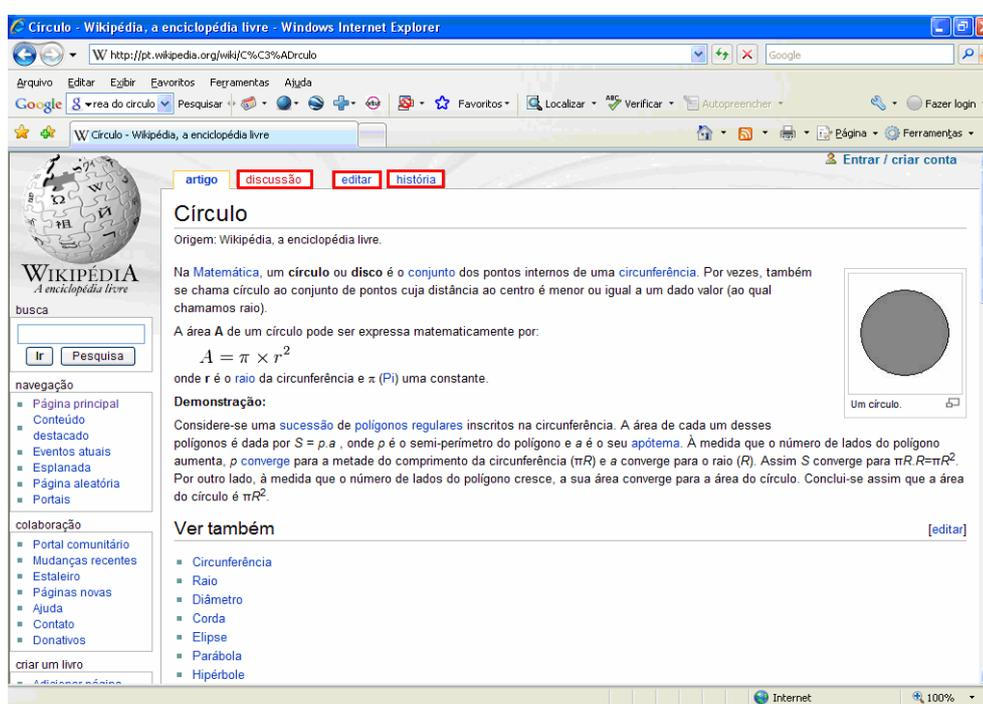 Círculo - Wikipédia, a enciclopédia livre - Windows Internet Explorer
http://pt.wikipedia.org/wiki/C%C3%ADrculo
Google
Arquivo Editar Exibir Favoritos Ferramentas Ajuda
Google rea do circulo Pesquisar Favoritos Localizar Verificar Autopreencher Fazer login
Círculo - Wikipédia, a enciclopédia livre Página Ferramentas
Entrar / criar conta
artigo discussão editar história
Círculo
Origem: Wikipédia, a enciclopédia livre.
Na Matemática, um círculo ou disco é o conjunto dos pontos internos de uma circunferência. Por vezes, também
se chama círculo ao conjunto de pontos cuja distância ao centro é menor ou igual a um dado valor (ao qual
chamamos raio).
A área A de um círculo pode ser expressa matematicamente por:
A = π × r²
onde r é o raio da circunferência e π (Pi) uma constante.
Demonstração:
Considere-se uma sucessão de polígonos regulares inscritos na circunferência. A área de cada um desses
polígonos é dada por S = p.a , onde p é o semi-perímetro do polígono e a é o seu apótema. À medida que o número de lados do polígono
aumenta, p converge para a metade do comprimento da circunferência (πR) e a converge para o raio (R). Assim S converge para πR.R=πR².
Por outro lado, à medida que o número de lados do polígono cresce, a sua área converge para a área do círculo. Conclui-se assim que a área
do círculo é πR².
Um círculo.
Ver também [editar]
Circunferência
Raio
Diâmetro
Corda
Elipse
Parábola
Hipérbole
WIKIPÉDIA
A enciclopédia livre
busca
Ir Pesquisa
navegação
Página principal
Conteúdo
destacado
Eventos atuais
Esplanada
Página aleatória
Portais
colaboração
Portal comunitário
Mudanças recentes
Estaleiro
Páginas novas
Ajuda
Contato
Donativos
criar um livro
Adicionar página
Internet 100%